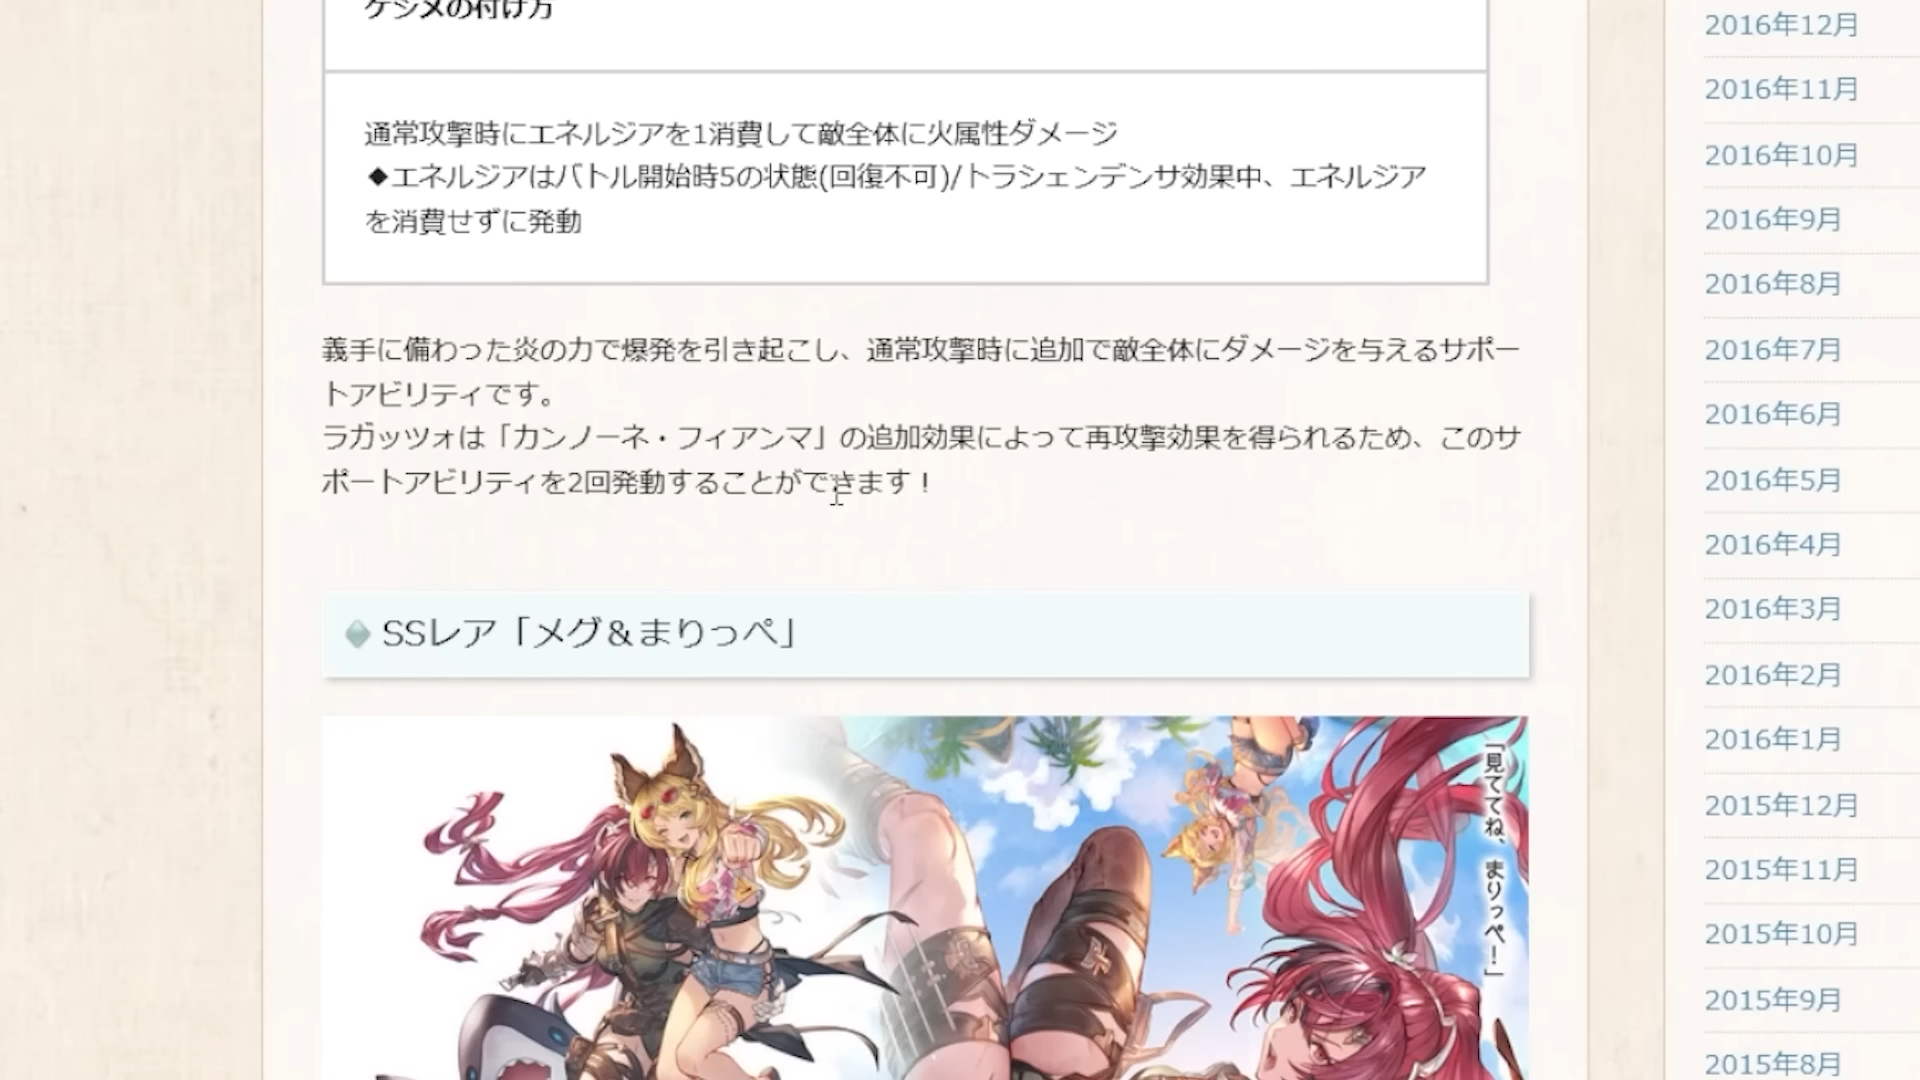 ケジメの付け方
通常攻撃時にエネルジアを1消費して敵全体に火属性ダメージ
◆エネルジアはバトル開始時5の状態(回復不可)/トラシェンデンサ効果中、エネルジア
を消費せずに発動
義手に備わった炎の力で爆発を引き起こし、通常攻撃時に追加で敵全体にダメージを与えるサポー
トアビリティです。
ラガッツォは「カンノーネ・フィアンマ」の追加効果によって再攻撃効果を得られるため、このサ
ポートアビリティを2回発動することができます！
SSレア「メグ＆まりっぺ」
「見ててね、まりっぺ！」
2016年12月
2016年11月
2016年10月
2016年9月
2016年8月
2016年7月
2016年6月
2016年5月
2016年4月
2016年3月
2016年2月
2016年1月
2015年12月
2015年11月
2015年10月
2015年9月
2015年8月